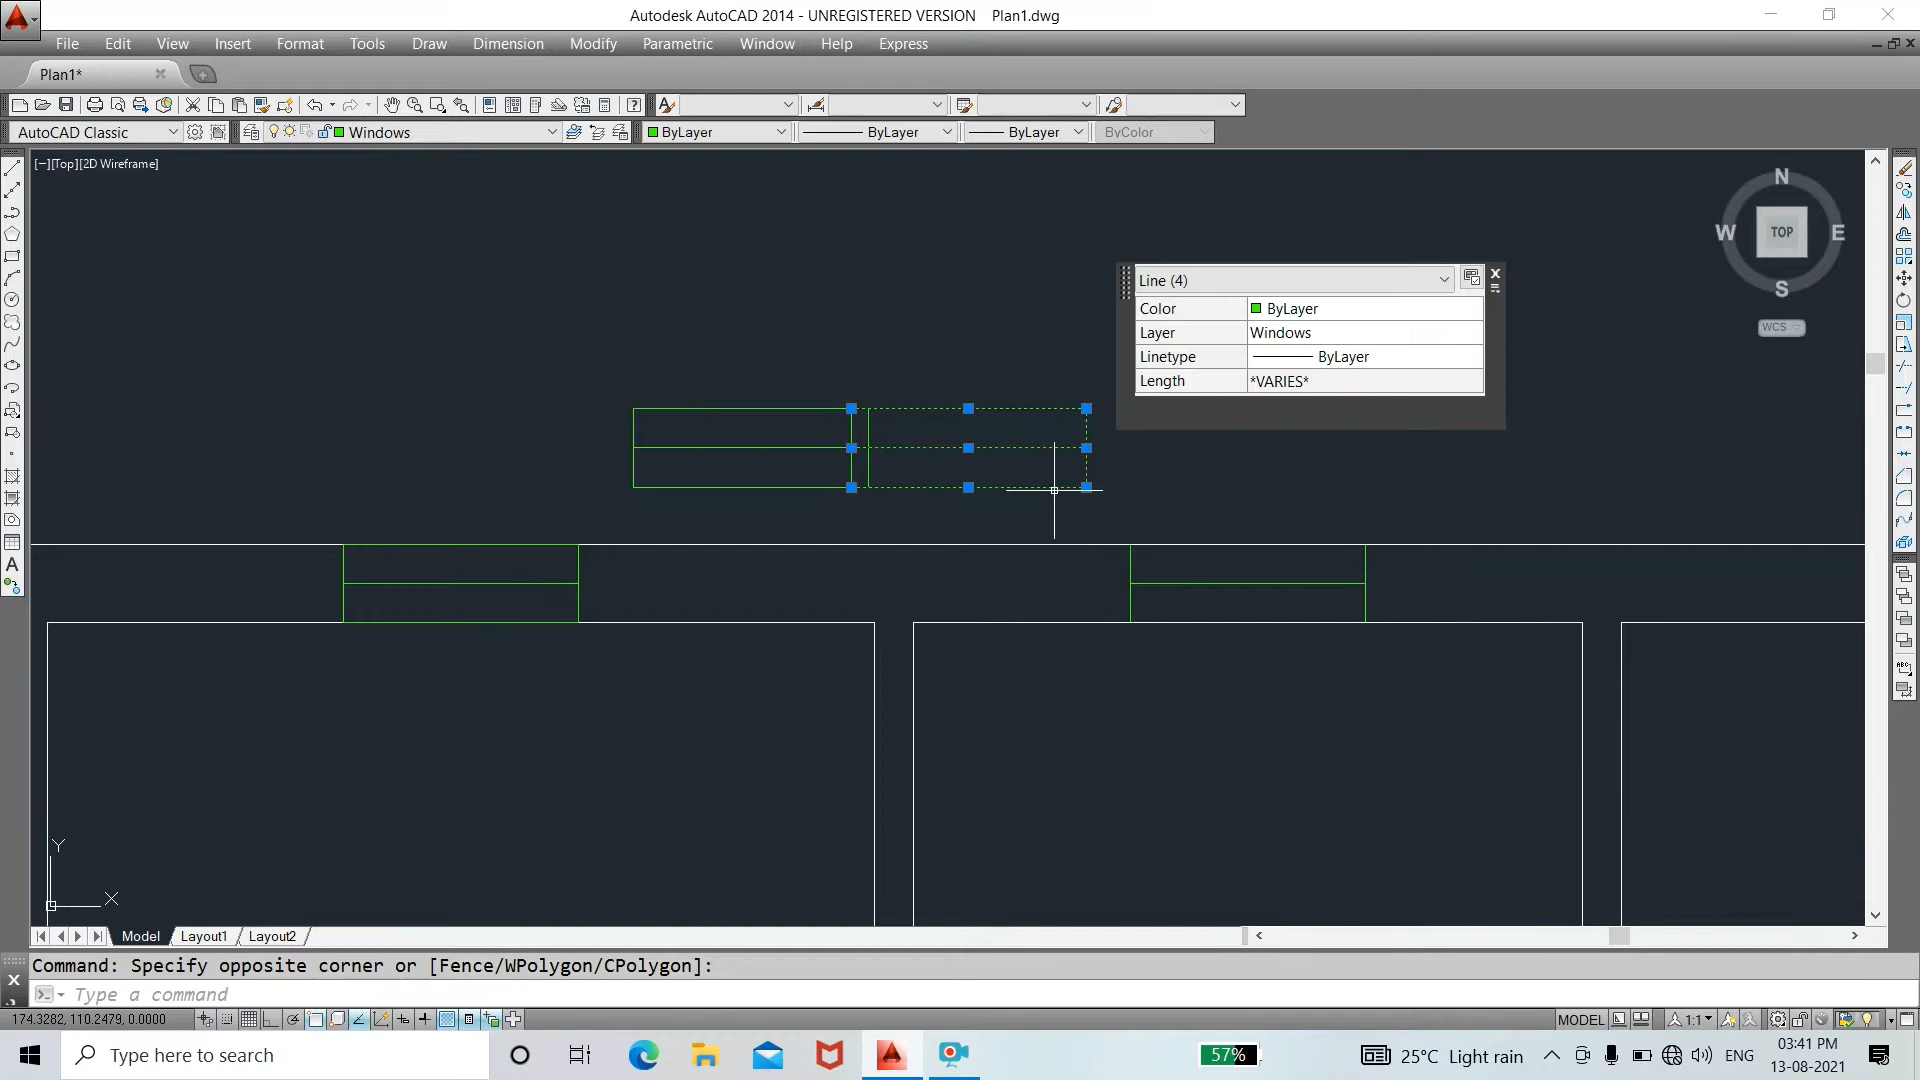 Autodesk AutoCAD 2014 - UNREGISTERED VERSION Plan1.dwg
File Edit View Insert Format Tools Draw Dimension Modify Parametric Window Help Express
Plan1*
AutoCAD Classic Windows ByLayer ByLayer ByLayer ByColor
[−][Top][2D Wireframe]
N
W TOP E
S
WCS
Line (4)
Color ByLayer
Layer Windows
Linetype ByLayer
Length *VARIES*
A
ABC
Y
X
Model Layout1 Layout2
Command: Specify opposite corner or [Fence/WPolygon/CPolygon]:
Type a command
174.3282, 110.2479, 0.0000 MODEL 1:1
Type here to search 57% 25°C Light rain ENG 03:41 PM
13-08-2021